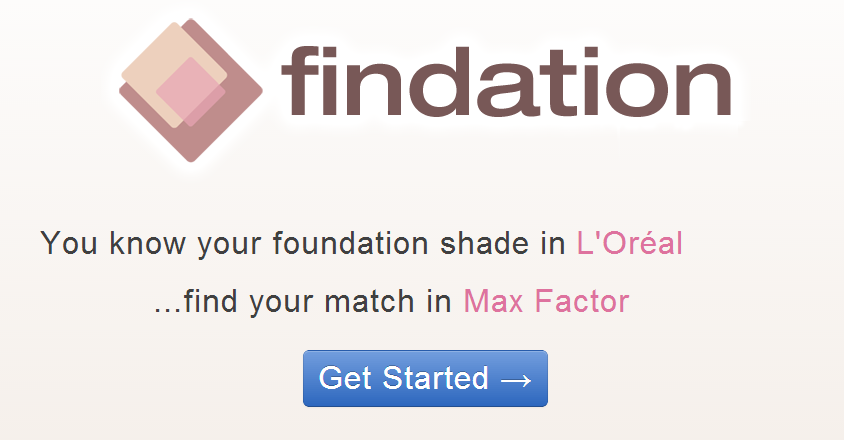 findation
You know your foundation shade in L'Oréal
...find your match in Max Factor
Get Started →